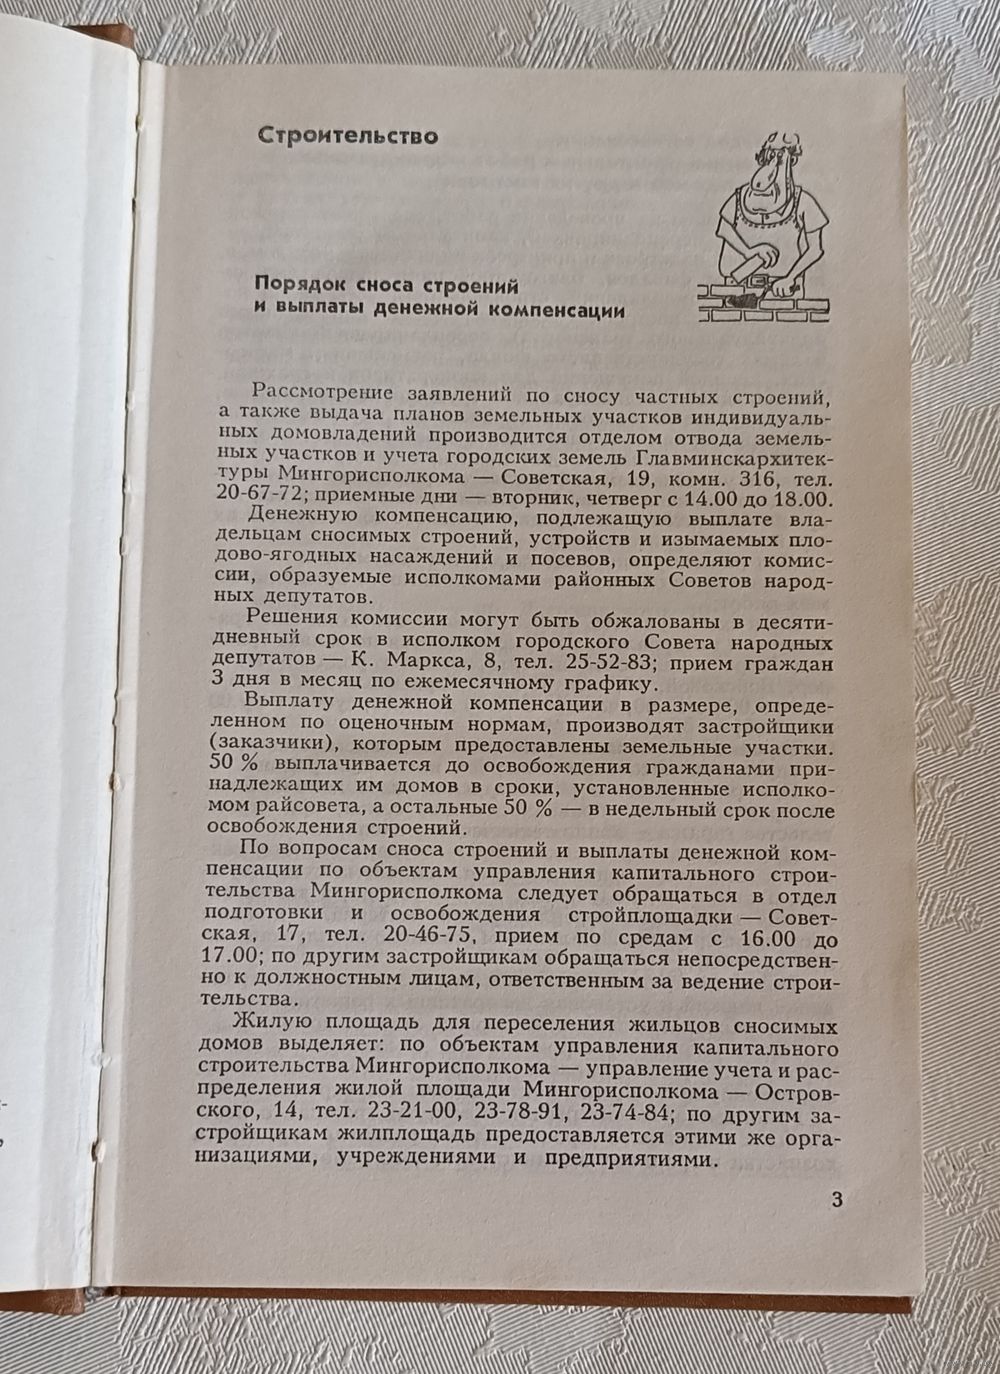 Строительство
Порядок сноса строений
и выплаты денежной компенсации
Рассмотрение заявлений по сносу частных строений,
а также выдача планов земельных участков индивидуаль-
ных домовладений производится отделом отвода земель-
ных участков и учета городских земель Главминскархитек-
туры Мингорисполкома — Советская, 19, комн. 316, тел.
20-67-72; приемные дни — вторник, четверг с 14.00 до 18.00.
Денежную компенсацию, подлежащую выплате вла-
дельцам сносимых строений, устройств и изымаемых пло-
дово-ягодных насаждений и посевов, определяют комис-
сии, образуемые исполкомами районных Советов народ-
ных депутатов.
Решения комиссии могут быть обжалованы в десяти-
дневный срок в исполком городского Совета народных
депутатов — К. Маркса, 8, тел. 25-52-83; прием граждан
3 дня в месяц по ежемесячному графику.
Выплату денежной компенсации в размере, опреде-
ленном по оценочным нормам, производят застройщики
(заказчики), которым предоставлены земельные участки.
50 % выплачивается до освобождения гражданами при-
надлежащих им домов в сроки, установленные исполко-
мом райсовета, а остальные 50 % — в недельный срок после
освобождения строений.
По вопросам сноса строений и выплаты денежной ком-
пенсации по объектам управления капитального строи-
тельства Мингорисполкома следует обращаться в отдел
подготовки и освобождения стройплощадки — Совет-
ская, 17, тел. 20-46-75, прием по средам с 16.00 до
17.00; по другим застройщикам обращаться непосредствен-
но к должностным лицам, ответственным за ведение строи-
тельства.
Жилую площадь для переселения жильцов сносимых
домов выделяет: по объектам управления капитального
строительства Мингорисполкома — управление учета и рас-
пределения жилой площади Мингорисполкома — Остров-
ского, 14, тел. 23-21-00, 23-78-91, 23-74-84; по другим за-
стройщикам жилплощадь предоставляется этими же орга-
низациями, учреждениями и предприятиями.
3